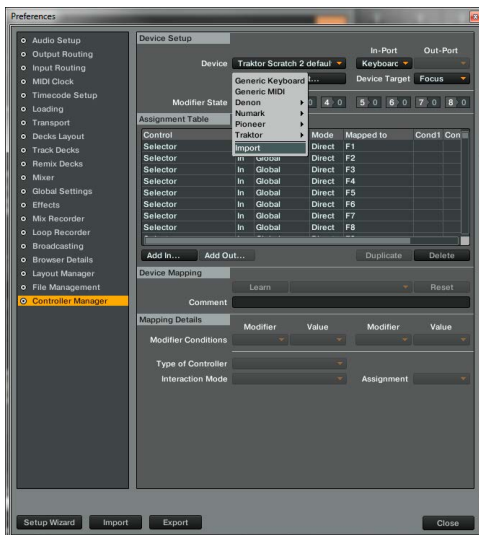 Preferences
Audio Setup
Output Routing
Input Routing
MIDI Clock
Timecode Setup
Loading
Transport
Decks Layout
Track Decks
Remix Decks
Mixer
Global Settings
Effects
Mix Recorder
Loop Recorder
Broadcasting
Browser Details
Layout Manager
File Management
Controller Manager
Device Setup
In-Port Out-Port
Device Traktor Scratch 2 defaul Keyboarc
t... Device Target Focus
Generic Keyboard
Generic MIDI
Denon
Numark
Pioneer
Traktor
Import
Modifier State 0 4 0 5 0 6 0 7 0 8 0
Assignment Table
Control Mode Mapped to Cond1 Con
Selector Direct F1
Selector In Global Direct F2
Selector In Global Direct F3
Selector In Global Direct F4
Selector In Global Direct F5
Selector In Global Direct F6
Selector In Global Direct F7
Selector In Global Direct F8
Add In... Add Out... Duplicate Delete
Device Mapping
Learn Reset
Comment
Mapping Details
Modifier Value Modifier Value
Modifier Conditions
Type of Controller
Interaction Mode Assignment
Setup Wizard Import Export Close